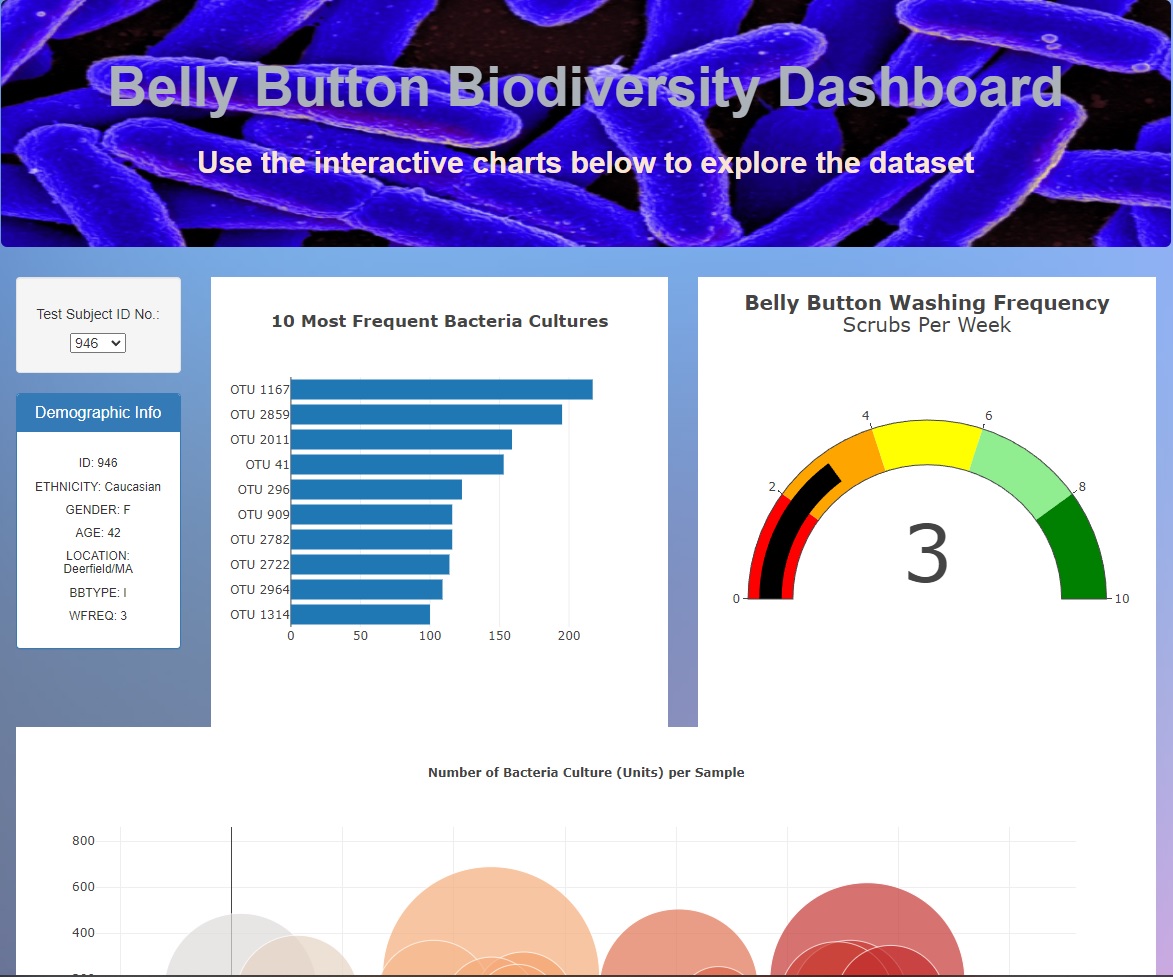 Belly Button Biodiversity Dashboard
Use the interactive charts below to explore the dataset
Test Subject ID No.:
946
Demographic Info
ID: 946
ETHNICITY: Caucasian
GENDER: F
AGE: 42
LOCATION:
Deerfield/MA
BBTYPE: I
WFREQ: 3
10 Most Frequent Bacteria Cultures
OTU 1167
OTU 2859
OTU 2011
OTU 41
OTU 296
OTU 909
OTU 2782
OTU 2722
OTU 2964
OTU 1314
0 50 100 150 200
Belly Button Washing Frequency
Scrubs Per Week
0
2
4
6
8
10
3
Number of Bacteria Culture (Units) per Sample
800
600
400